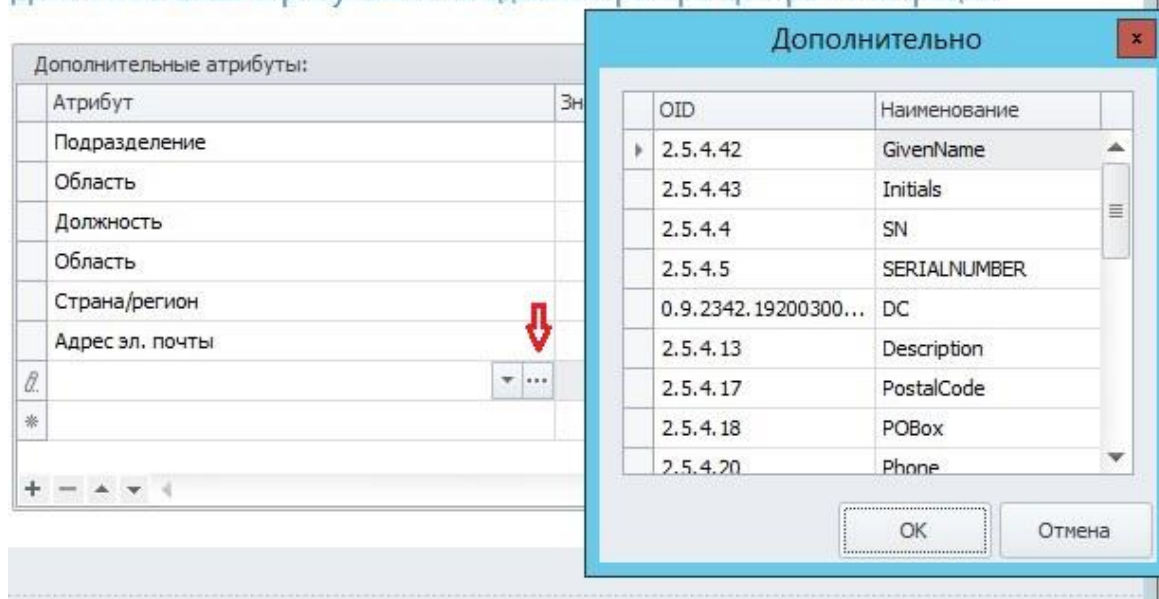 Дополнительно
x
Дополнительные атрибуты:
Атрибут
Зн
Подразделение
Область
Должность
Область
Страна/регион
Адрес эл. почты
OID Наименование
2.5.4.42 GivenName
2.5.4.43 Initials
2.5.4.4 SN
2.5.4.5 SERIALNUMBER
0.9.2342.19200300... DC
2.5.4.13 Description
2.5.4.17 PostalCode
2.5.4.18 POBox
2.5.4.20 Phone
OK Отмена